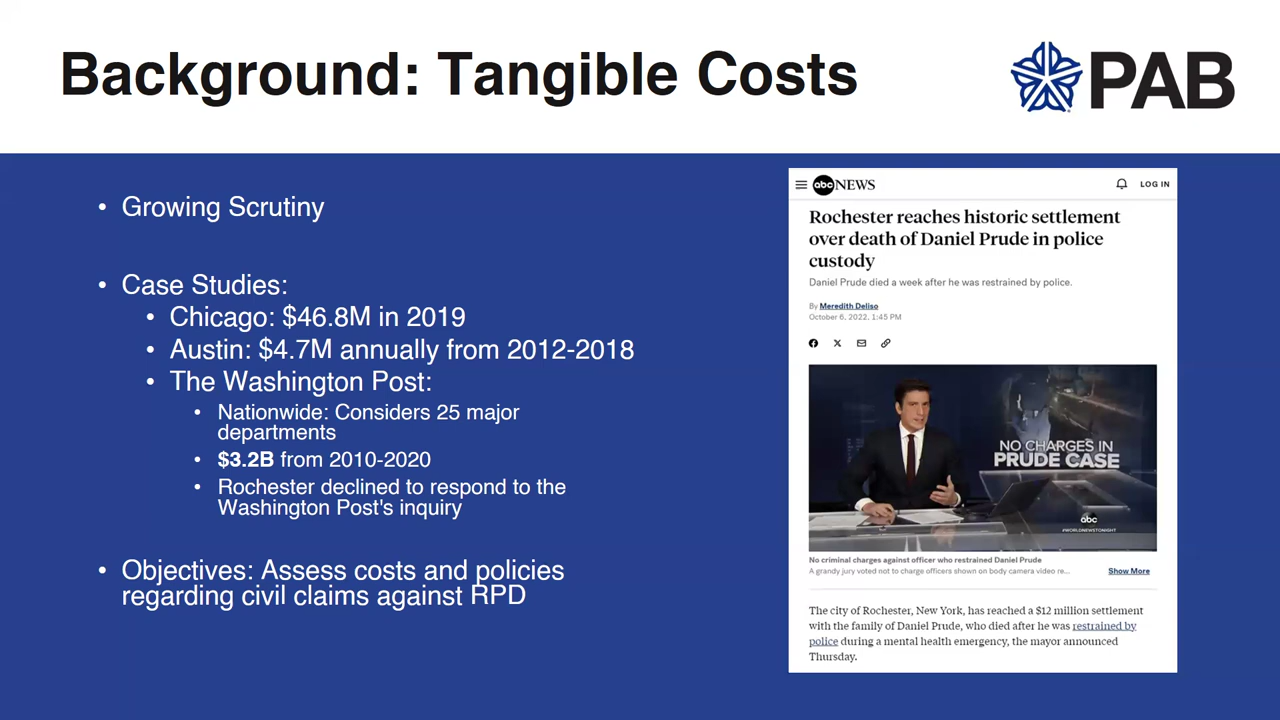 Background: Tangible Costs
PAB
• Growing Scrutiny
• Case Studies:
• Chicago: $46.8M in 2019
• Austin: $4.7M annually from 2012-2018
• The Washington Post:
• Nationwide: Considers 25 major
departments
• $3.2B from 2010-2020
• Rochester declined to respond to the
Washington Post's inquiry
• Objectives: Assess costs and policies
regarding civil claims against RPD
abc NEWS
LOG IN
Rochester reaches historic settlement
over death of Daniel Prude in police
custody
Daniel Prude died a week after he was restrained by police.
By Meredith Deliso
October 6, 2022, 1:45 PM
NO CHARGES IN
PRUDE CASE
abc
#WORLDNEWSTONIGHT
No criminal charges against officer who restrained Daniel Prude
A grandy jury voted not to charge officers shown on body camera video re...
Show More
The city of Rochester, New York, has reached a $12 million settlement
with the family of Daniel Prude, who died after he was restrained by
police during a mental health emergency, the mayor announced
Thursday.